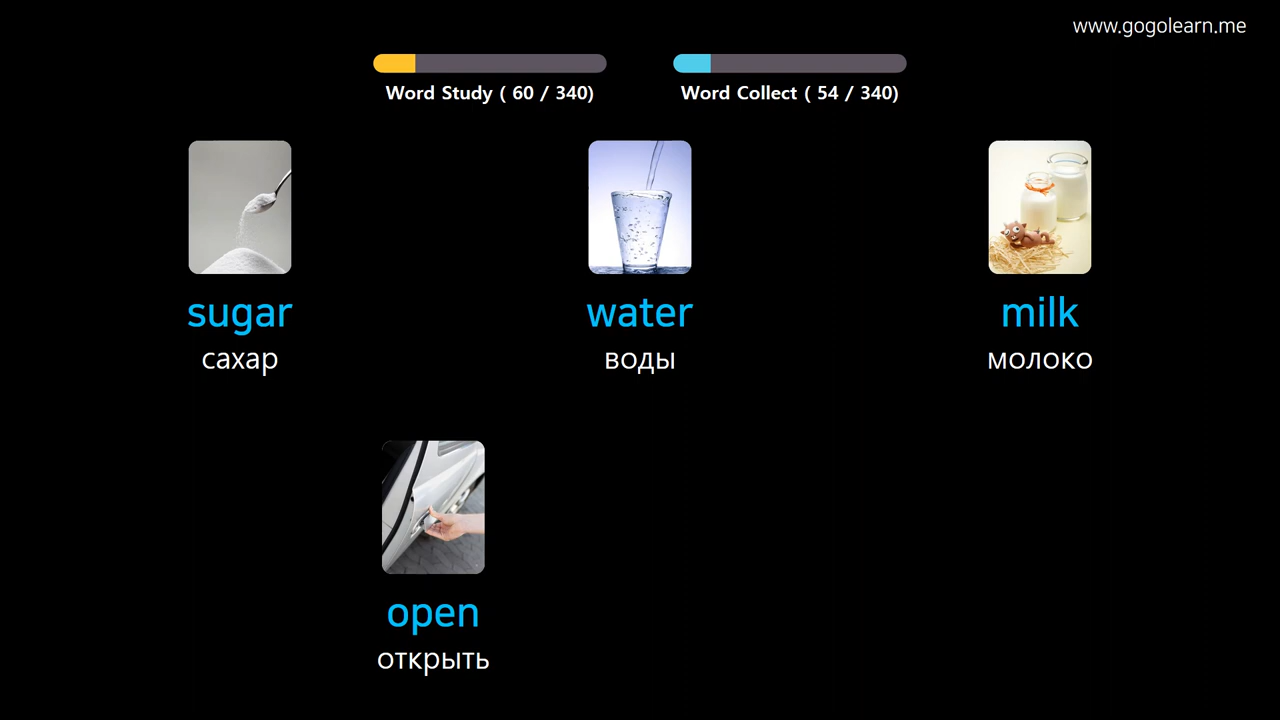 www.gogolearn.me
Word Study ( 60 / 340)
Word Collect ( 54 / 340)
sugar
сахар
water
воды
milk
молоко
open
открыть